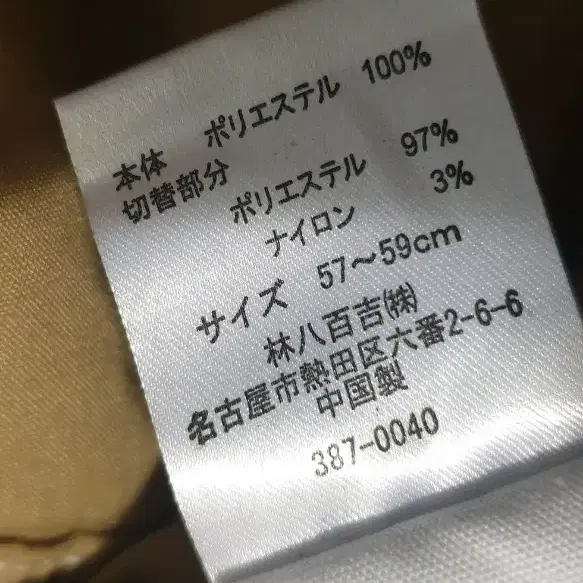 本体 ポリエステル 100%
切替部分
ポリエステル 97%
ナイロン 3%
サイズ 57〜59cm
林八百吉㈱
名古屋市熱田区六番2-6-6
中国製
387-0040